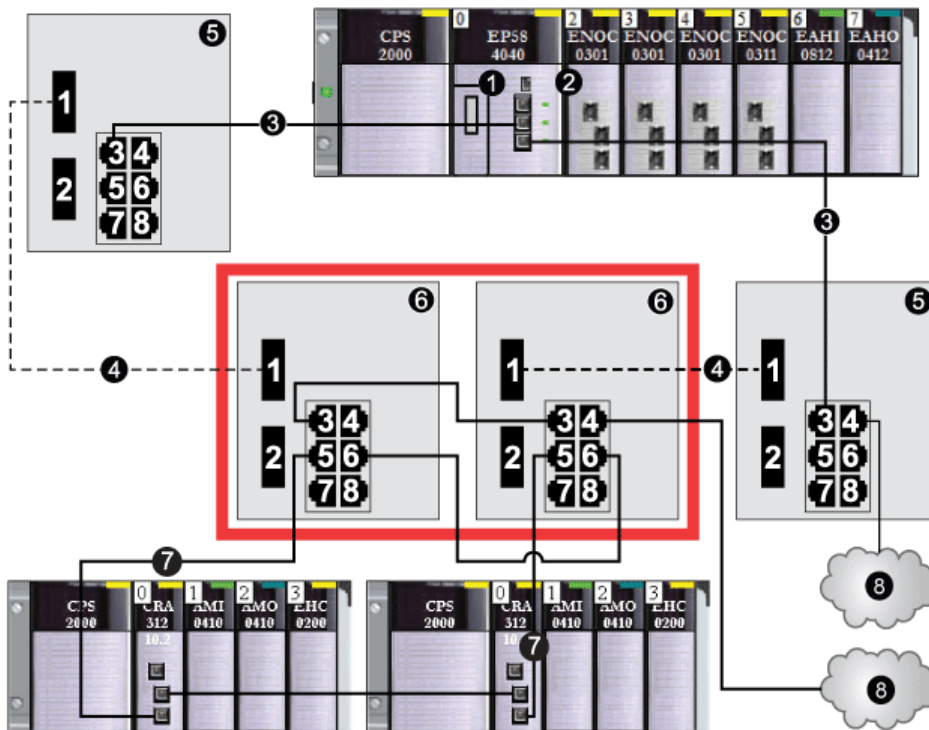 5
1
2
3 4
5 6
7 8
CPS 2000
0 EP58 4040
2 ENOC 0301
3 ENOC 0301
4 ENOC 0301
5 ENOC 0311
6 EAHI 0812
7 EAHO 0412
1
2
3
3
4
6
1
2
3 4
5 6
7 8
6
1
2
3 4
5 6
7 8
4
5
1
2
3 4
5 6
7 8
7
7
8
8
CPS 2000
0 CRA 312 10.2
1 AMI 0410
2 AMO 0410
3 EHC 0200
CPS 2000
0 CRA 312
1 AMI 0410
2 AMO 0410
3 EHC 0200